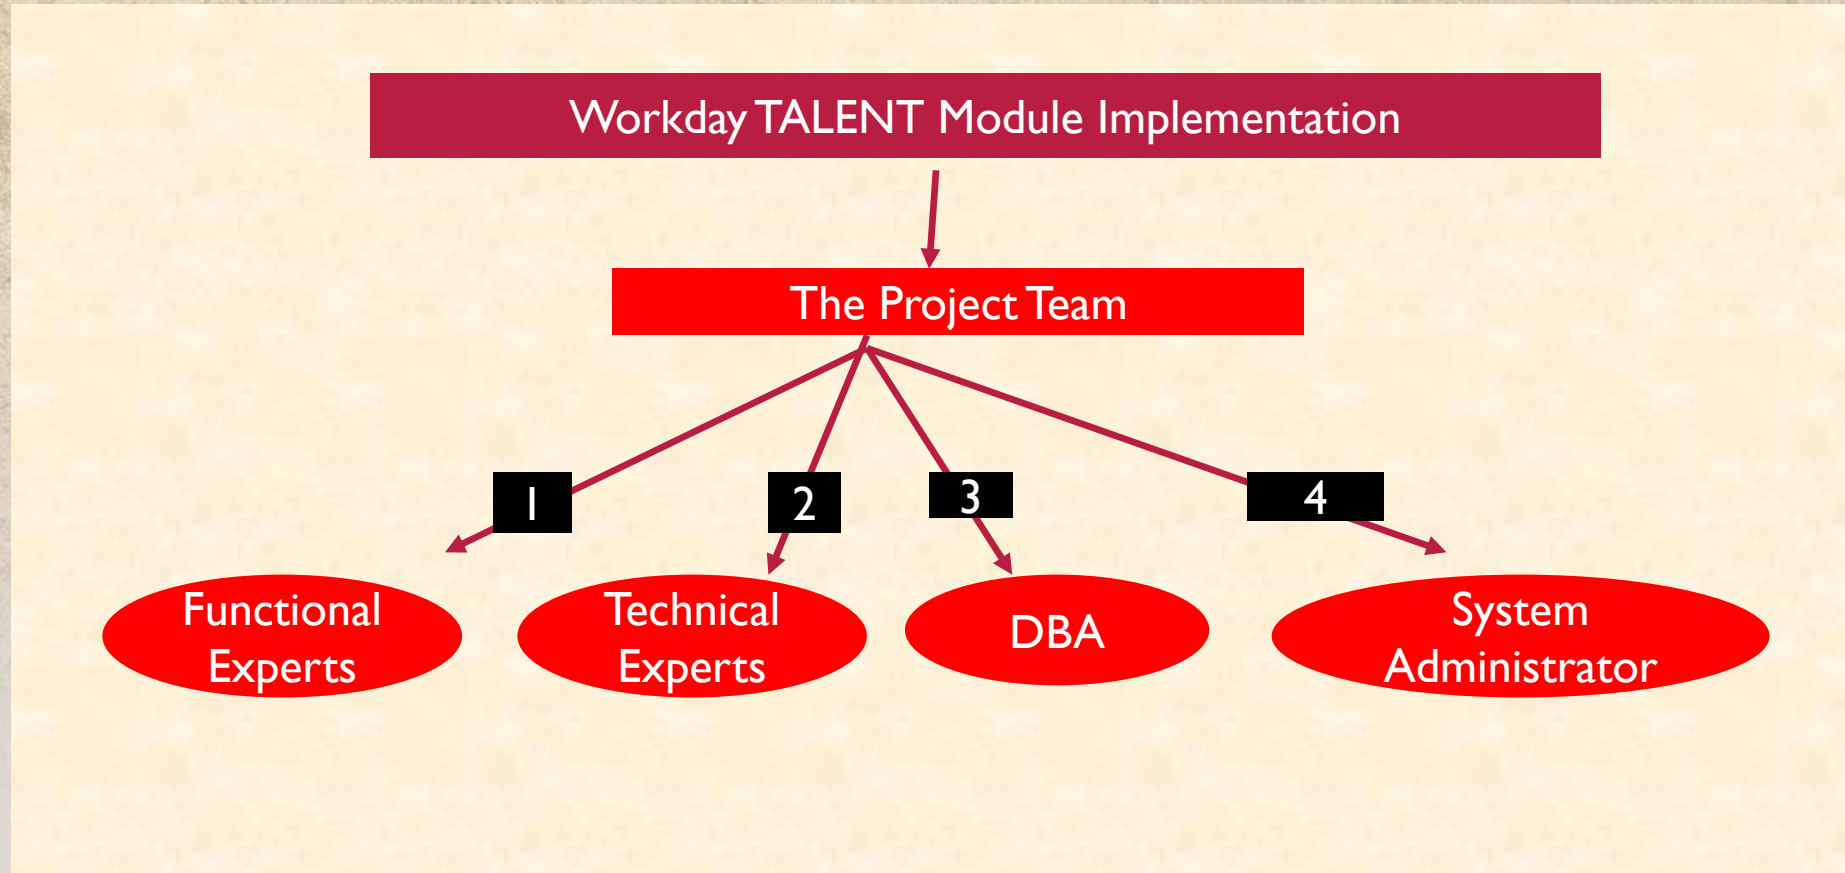 Workday TALENT Module Implementation
The Project Team
1
2
3
4
Functional
Experts
Technical
Experts
DBA
System
Administrator